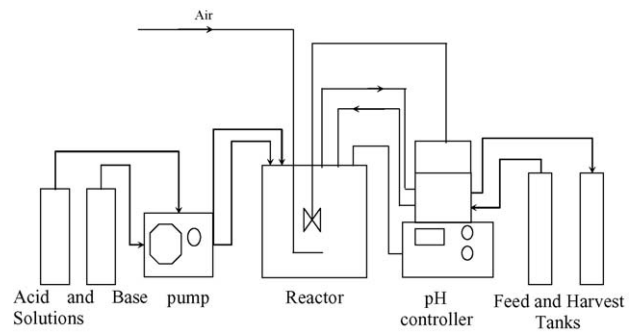 Air
Acid and Base
Solutions
pump
Reactor
pH
controller
Feed and Harvest
Tanks